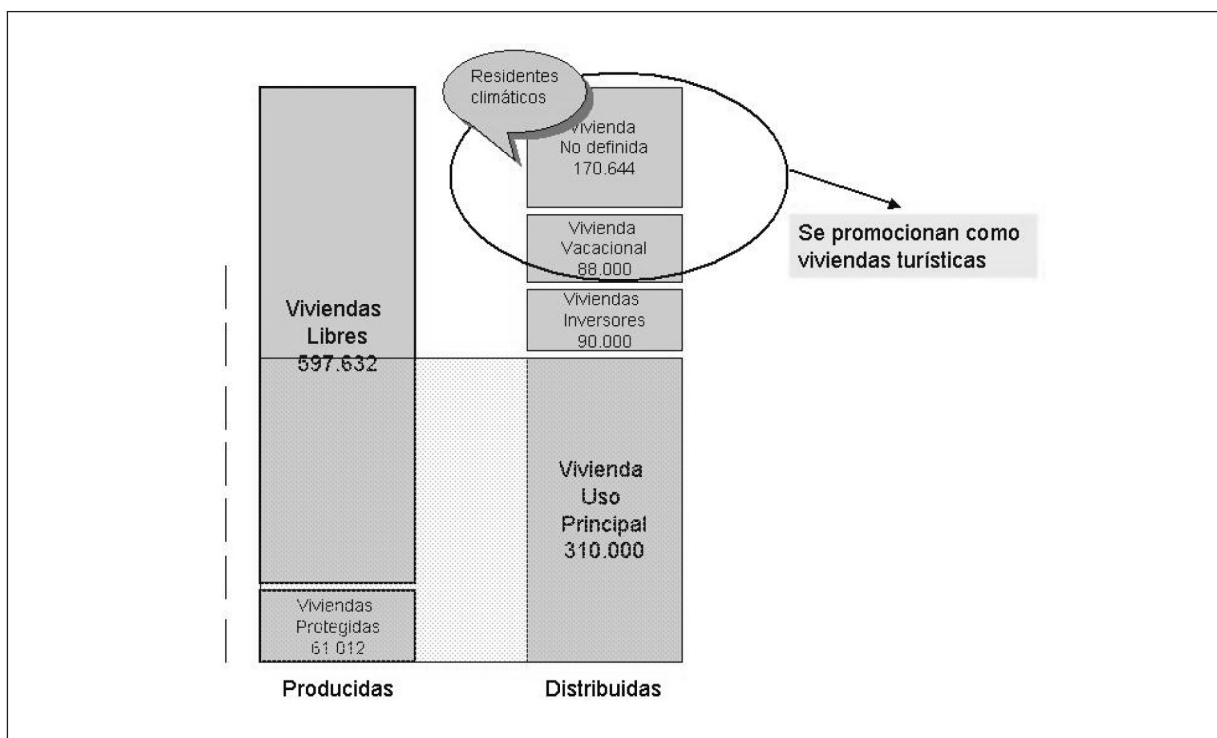 Residentes
climáticos
Vivienda
No definida
170.644
Vivienda
Vacacional
88.000
Se promocionan como
viviendas turísticas
Viviendas
Inversores
90.000
Viviendas
Libres
597.632
Vivienda
Uso
Principal
310.000
Viviendas
Protegidas
61 012
Producidas
Distribuidas